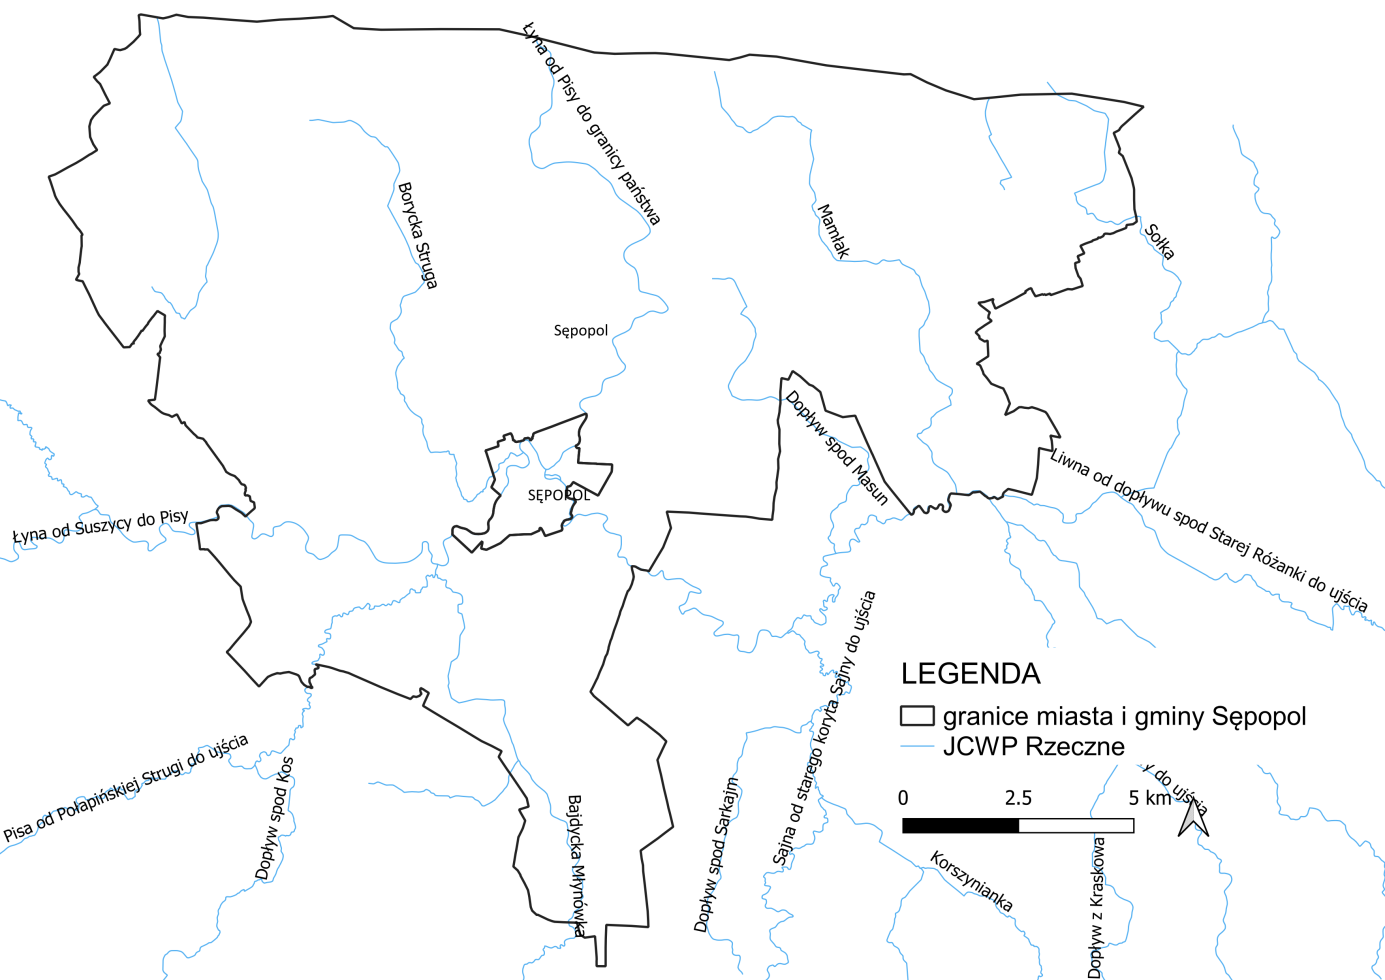 Łyna od Pisy do granicy państwa
Borycka Struga
Mamłak
Sołka
Sępopol
Dopływ spod Masun
SĘPOPOL
Liwna od dopływu spod Starej Różanki do ujścia
Łyna od Suszycy do Pisy
Sajna od starego koryta Sajny do ujścia
LEGENDA
granice miasta i gminy Sępopol
JCWP Rzeczne
Pisa od Połapińskiej Strugi do ujścia
Dopływ spod Kos
Bajdycka Młynówka
Dopływ spod Sarkajm
y do ujścia
0 2.5 5 km
Korszynianka
Dopływ z Kraskowa